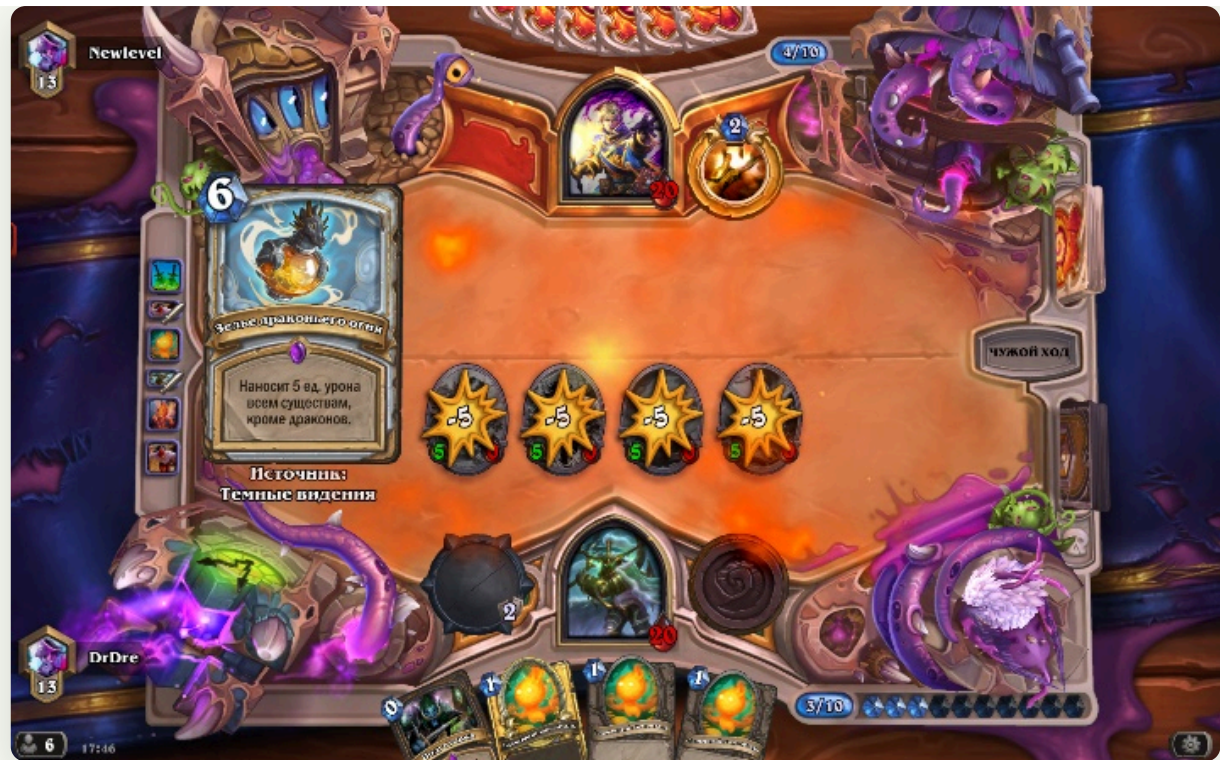 Newlevel
13
4/10
2
6
Зелье драконьего огня
Наносит 5 ед. урона
всем существам,
кроме драконов.
Источник:
Темные видения
ЧУЖОЙ ХОД
-5
-5
-5
-5
5
5
5
5
20
2
20
DrDre
13
0
1
1
1
3/10
6
17:46